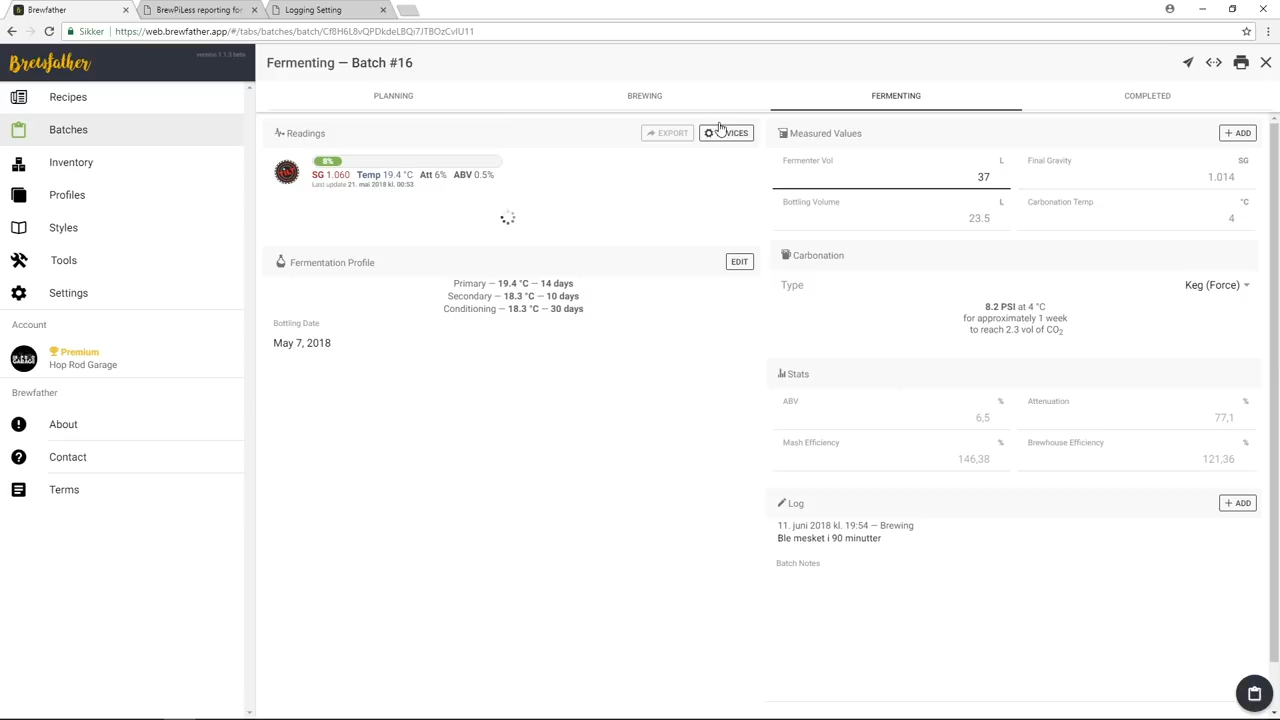 Brewfather
BrewPiLess reporting for
Logging Setting
Sikker
https://web.brewfather.app/#/tabs/batches/batch/Cf8H6L8vQPDkdeLBQi7JTBOzCvIU11
Brewfather
version 1.1.3 beta
Fermenting — Batch #16
PLANNING
BREWING
FERMENTING
COMPLETED
Recipes
Batches
Inventory
Profiles
Styles
Tools
Settings
Account
Premium
Hop Rod Garage
Brewfather
About
Contact
Terms
Readings
EXPORT
8%
SG 1.060 Temp 19.4 °C Att 6% ABV 0.5%
Last update 21. mai 2018 kl. 00:53
Fermentation Profile
EDIT
Primary — 19.4 °C — 14 days
Secondary — 18.3 °C — 10 days
Conditioning — 18.3 °C — 30 days
Bottling Date
May 7, 2018
Measured Values
+ ADD
Fermenter Vol L
37
Final Gravity SG
1.014
Bottling Volume L
23.5
Carbonation Temp °C
4
Carbonation
Type
Keg (Force)
8.2 PSI at 4 °C
for approximately 1 week
to reach 2.3 vol of CO2
Stats
ABV %
6,5
Attenuation %
77,1
Mash Efficiency %
146,38
Brewhouse Efficiency %
121,36
Log
+ ADD
11. juni 2018 kl. 19:54 — Brewing
Ble mesket i 90 minutter
Batch Notes